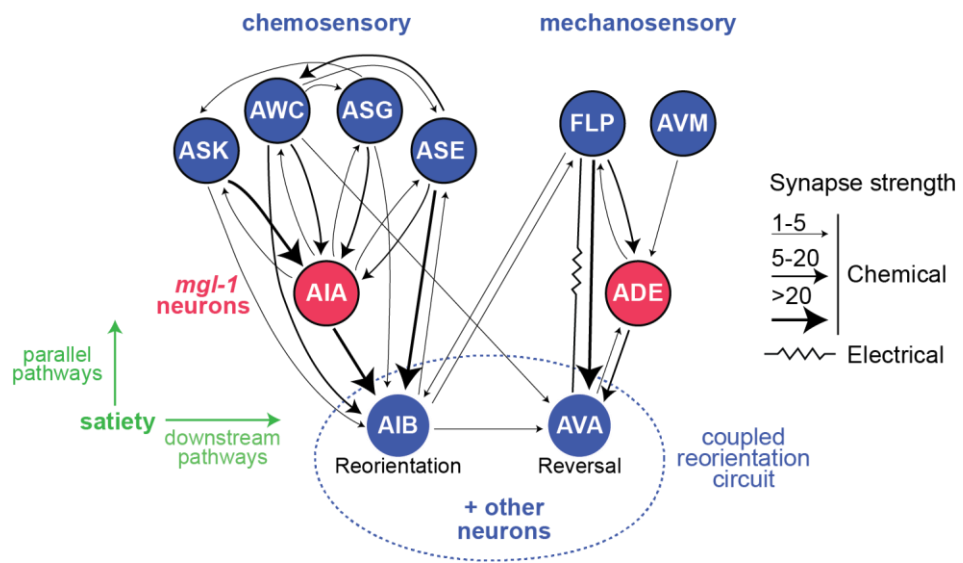 chemosensory
mechanosensory
AWC
ASG
FLP
AVM
ASK
ASE
Synapse strength
1-5
5-20
>20
Chemical
Electrical
mgl-1
neurons
AIA
ADE
parallel
pathways
satiety
downstream
pathways
AIB
AVA
Reorientation
Reversal
coupled
reorientation
circuit
+ other
neurons